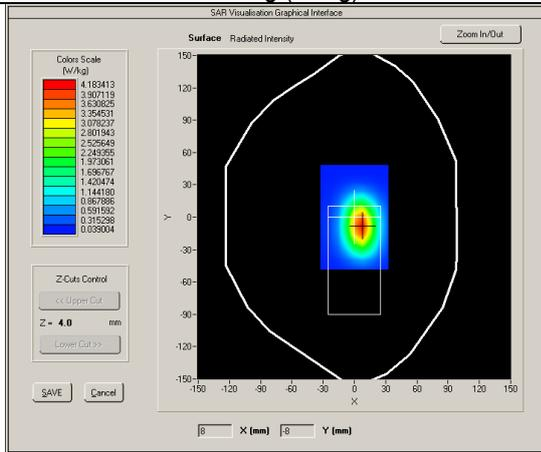 SAR Visualisation Graphical Interface
Surface Radiated Intensity
Zoom In/Out
Colors Scale
(W/kg)
4.183413
3.907119
3.630825
3.354531
3.078237
2.801943
2.525649
2.249355
1.973061
1.696767
1.420474
1.144180
0.867886
0.591592
0.315298
0.039004
Z-Cuts Control
<< Upper Cut
Z = 4.0 mm
Lower Cut >>
SAVE Cancel
150-
120-
90-
60-
30-
0-
-30-
-60-
-90-
-120-
-150-
Y
-150 -120 -90 -60 -30 0 30 60 90 120 150
X
8 X (mm) -8 Y (mm)